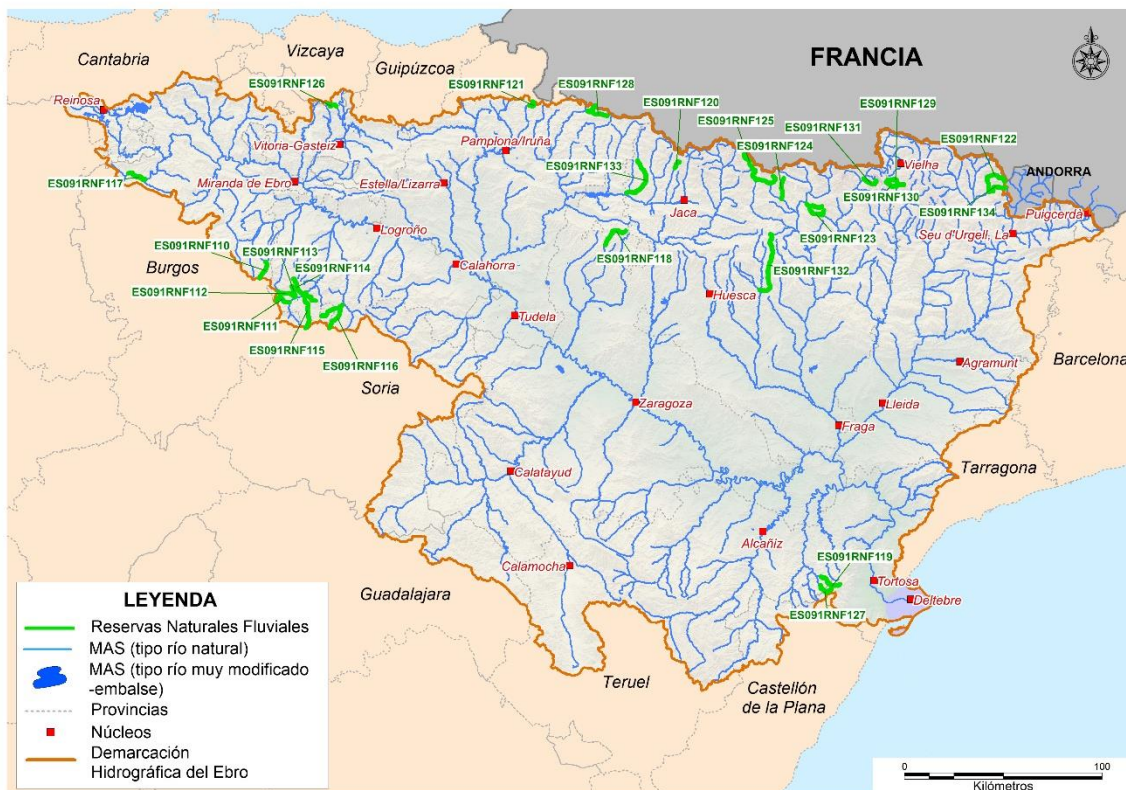 FRANCIA
Vizcaya
Cantabria
Guipúzcoa
ES091RNF126
ES091RNF121
ES091RNF128
Reinosa
ES091RNF120
ES091RNF129
ES091RNF125
ES091RNF131
ES091RNF122
ES091RNF124
Vitoria-Gasteiz
Pamplona/Iruña
Vielha
ES091RNF133
ANDORRA
ES091RNF117
Miranda de Ebro
Estella/Lizarra
ES091RNF130
Jaca
ES091RNF134
Puigcerdà
Logroño
ES091RNF123
Seu d'Urgell, La
ES091RNF110
ES091RNF113
ES091RNF118
Burgos
ES091RNF114
Calahorra
ES091RNF132
ES091RNF112
Huesca
ES091RNF111
Tudela
ES091RNF115
ES091RNF116
Barcelona
Agramunt
Soria
Zaragoza
Lleida
Fraga
Calatayud
Tarragona
Alcañiz
ES091RNF119
Calamocha
Tortosa
Guadalajara
Deltebre
ES091RNF127
Teruel
Castellón
de la Plana
LEYENDA
Reservas Naturales Fluviales
MAS (tipo río natural)
MAS (tipo río muy modificado
-embalse)
Provincias
Núcleos
Demarcación
Hidrográfica del Ebro
0 100
Kilómetros